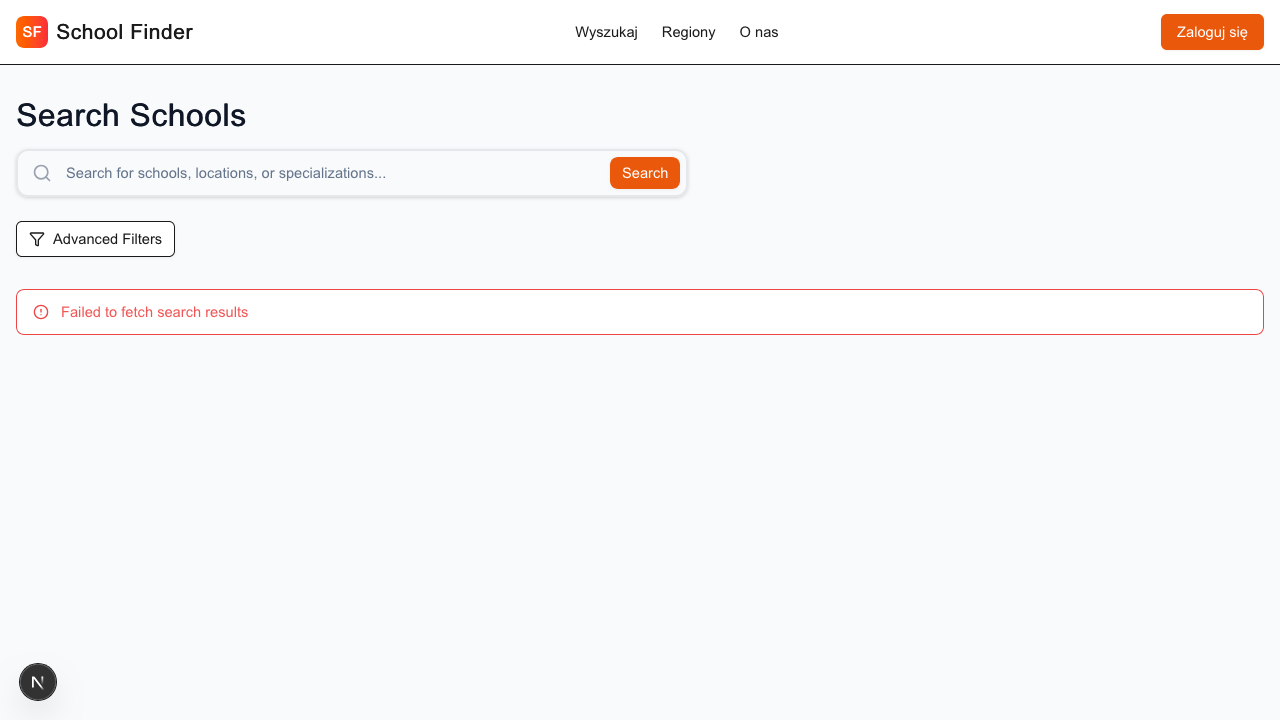 SF School Finder
Wyszukaj Regiony O nas
Zaloguj się
Search Schools
Search for schools, locations, or specializations...
Search
Advanced Filters
Failed to fetch search results
N